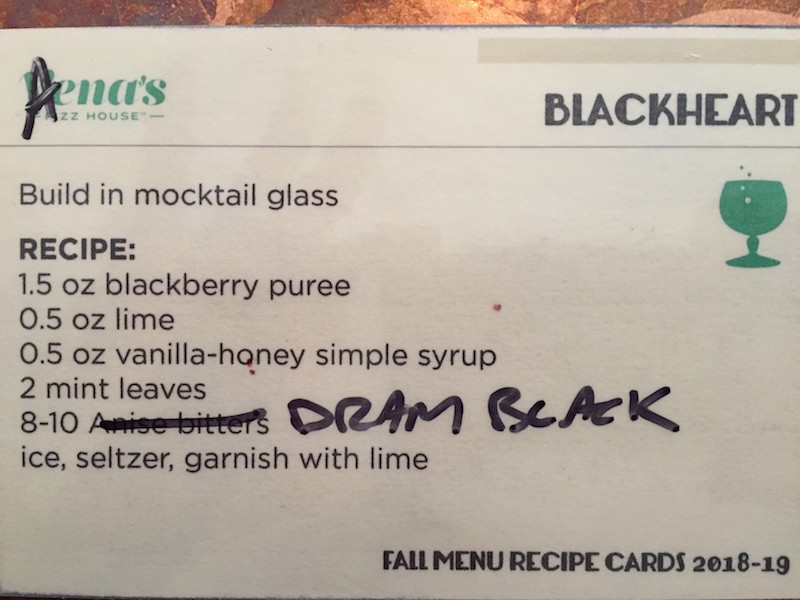 Aena's
FIZZ HOUSE™
BLACKHEART
Build in mocktail glass
RECIPE:
1.5 oz blackberry puree
0.5 oz lime
0.5 oz vanilla-honey simple syrup
2 mint leaves
8-10 Anise bitters DRAM BLACK
ice, seltzer, garnish with lime
FALL MENU RECIPE CARDS 2018-19